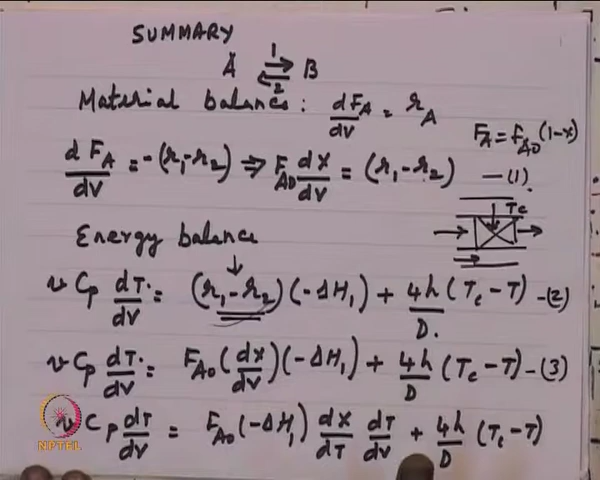 SUMMARY
A ⇌ B
1
2
Material balance : dF_A/dV = r_A
F_A = F_A0 (1-x)
dF_A/dV = -(r_1-r_2) ⇒ F_A0 dx/dV = (r_1-r_2) —(1).
T_c
Energy balance
v C_p dT/dV = (r_1-r_2)(-ΔH_1) + 4h/D (T_c-T) -(2)
v C_p dT/dV = F_A0 (dx/dV)(-ΔH_1) + 4h/D (T_c-T) -(3)
v C_p dT/dV = F_A0 (-ΔH_1) dx/dT dT/dV + 4h/D (T_c-T)
NPTEL